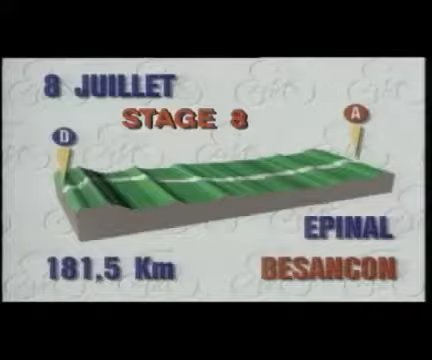 8 JUILLET
STAGE 8
D
A
EPINAL
181,5 Km
BESANCON